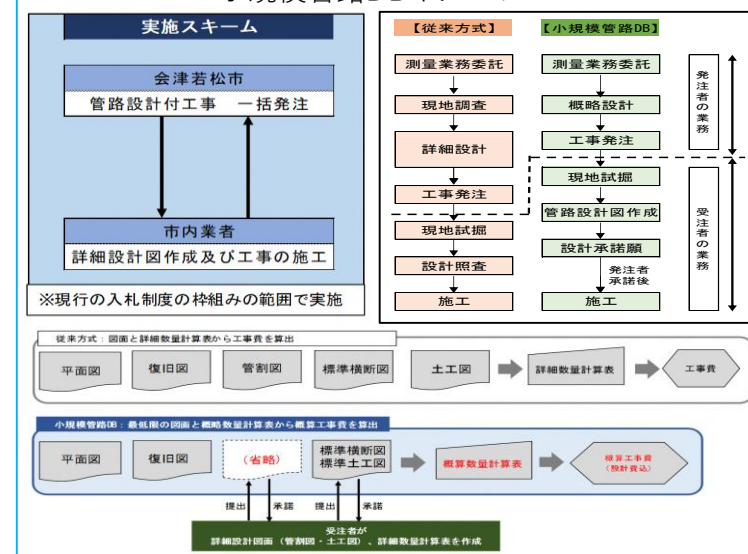 小規模管路DB
実施スキーム
会津若松市
管路設計付工事　一括発注
市内業者
詳細設計図作成及び工事の施工
※現行の入札制度の枠組みの範囲で実施
【従来方式】
測量業務委託
現地調査
詳細設計
工事発注
現地試掘
設計照査
施工
【小規模管路DB】
測量業務委託
概略設計
工事発注
現地試掘
管路設計図作成
設計承諾願
発注者
承諾後
施工
発注者の業務
受注者の業務
従来方式：図面と詳細数量計算表から工事費を算出
平面図
復旧図
管割図
標準横断図
土工図
詳細数量計算表
工事費
小規模管路DB：最低限の図面と概略数量計算表から概算工事費を算出
平面図
復旧図
（省略）
標準横断図
標準土工図
概算数量計算表
概算工事費
（設計費込）
提出
承諾
提出
承諾
受注者が
詳細設計図面（管割図・土工図）、詳細数量計算表を作成